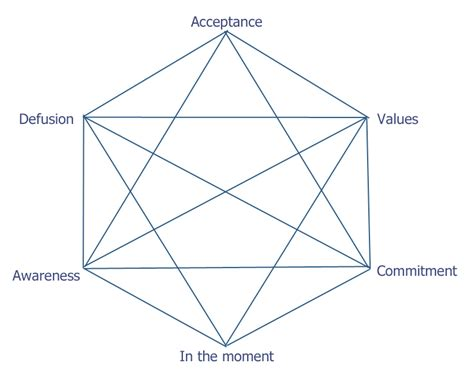 Acceptance
Defusion
Values
Awareness
Commitment
In the moment